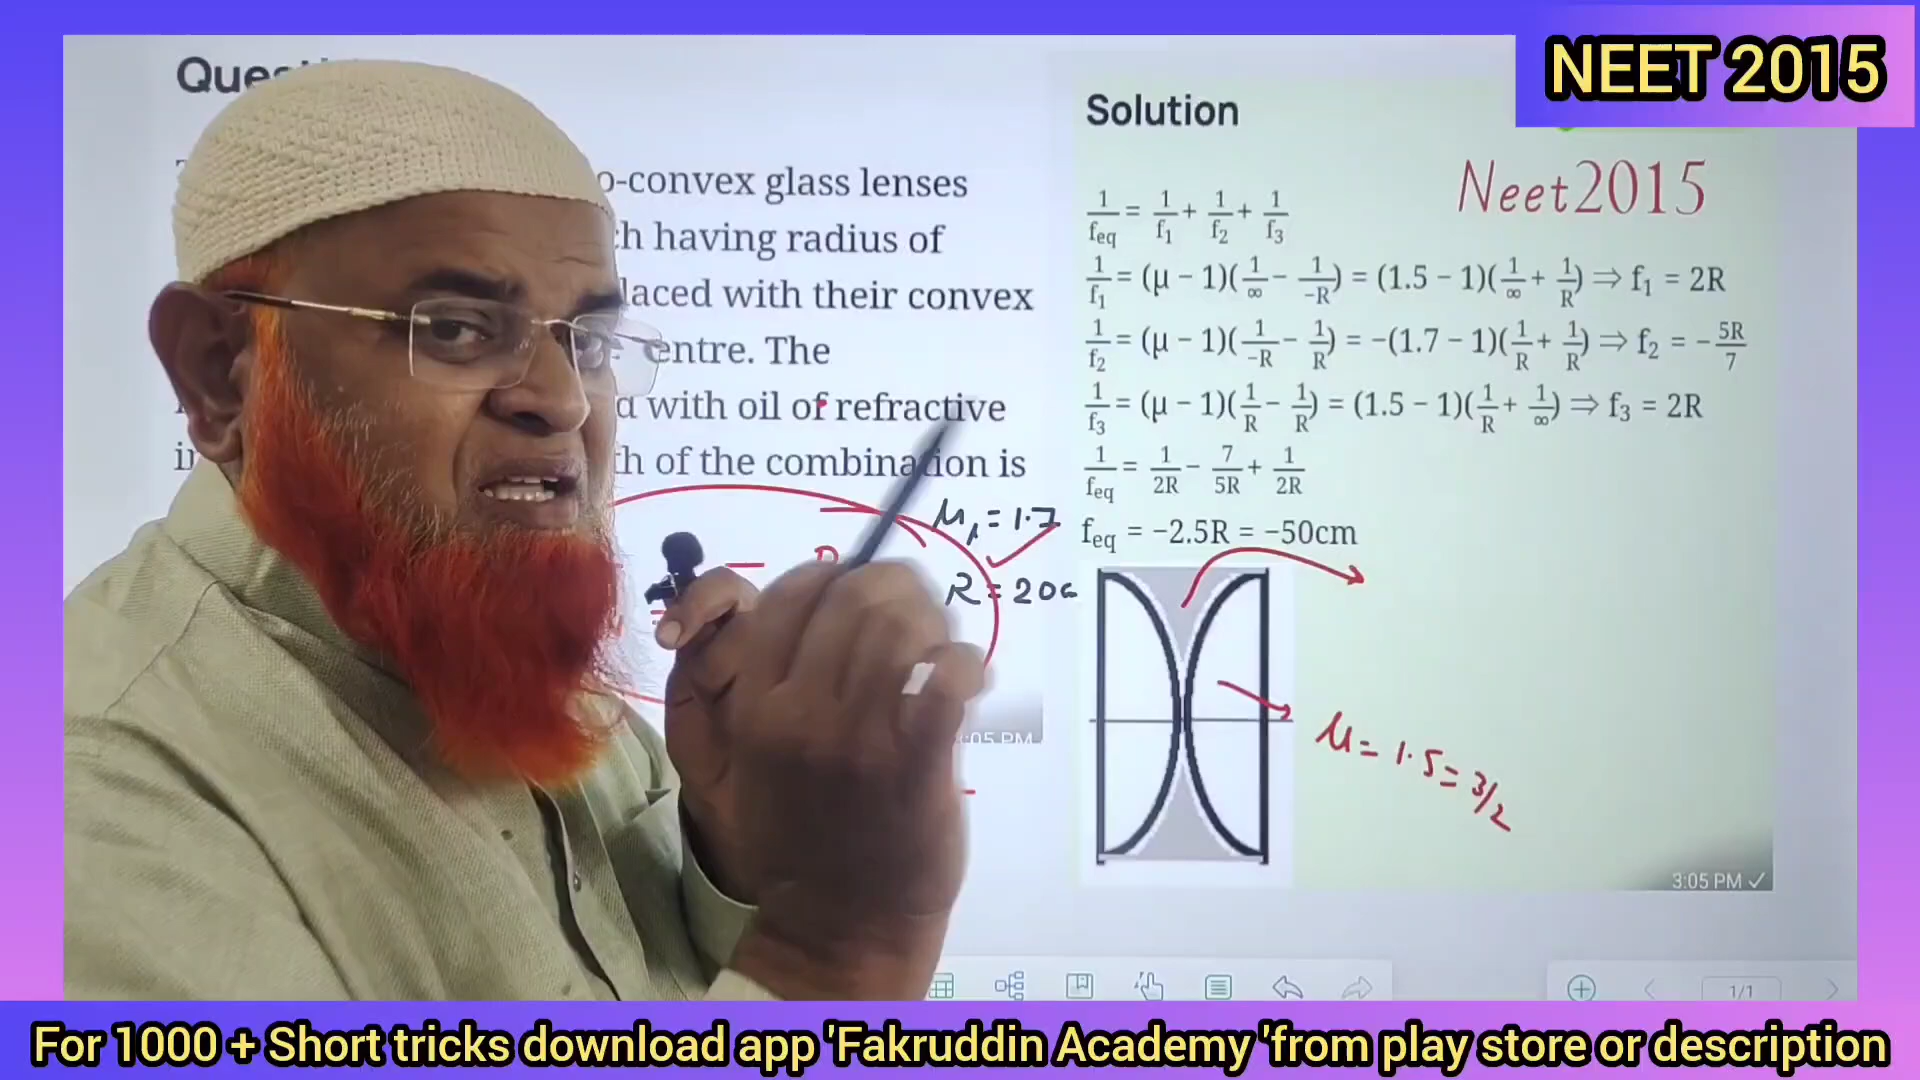 NEET 2015
o-convex glass lenses
having radius of
with their convex
The
with oil of refractive
of the combination is
μ₁ = 1.7
R = 20
Solution
Neet2015
1/feq = 1/f₁ + 1/f₂ + 1/f₃
1/f₁ = (μ − 1)(1/∞ − 1/-R) = (1.5 − 1)(1/∞ + 1/R) ⇒ f₁ = 2R
1/f₂ = (μ − 1)(1/-R − 1/R) = -(1.7 − 1)(1/R + 1/R) ⇒ f₂ = −5R/7
1/f₃ = (μ − 1)(1/R − 1/R) = (1.5 − 1)(1/R + 1/∞) ⇒ f₃ = 2R
1/feq = 1/2R − 7/5R + 1/2R
feq = −2.5R = −50cm
μ = 1.5 = 3/2
:05 PM
3:05 PM ✓
1/1
For 1000 + Short tricks download app 'Fakruddin Academy 'from play store or description